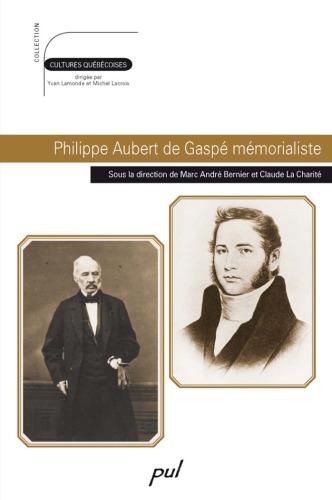 COLLECTION
CULTURES QUÉBÉCOISES
dirigée par
Yvan Lamonde et Michel Lacroix
Philippe Aubert de Gaspé mémorialiste
Sous la direction de Marc André Bernier et Claude La Charité
pul